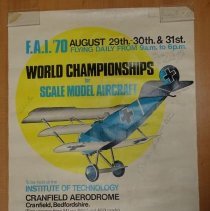 F.A.I. '70 AUGUST 29th.-30th. & 31st.
FLYING DAILY FROM 9a.m. to 6p.m.
WORLD CHAMPIONSHIPS
for
SCALE MODEL AIRCRAFT
To be held at the
INSTITUTE OF TECHNOLOGY
CRANFIELD AERODROME
Cranfield, Bedfordshire.